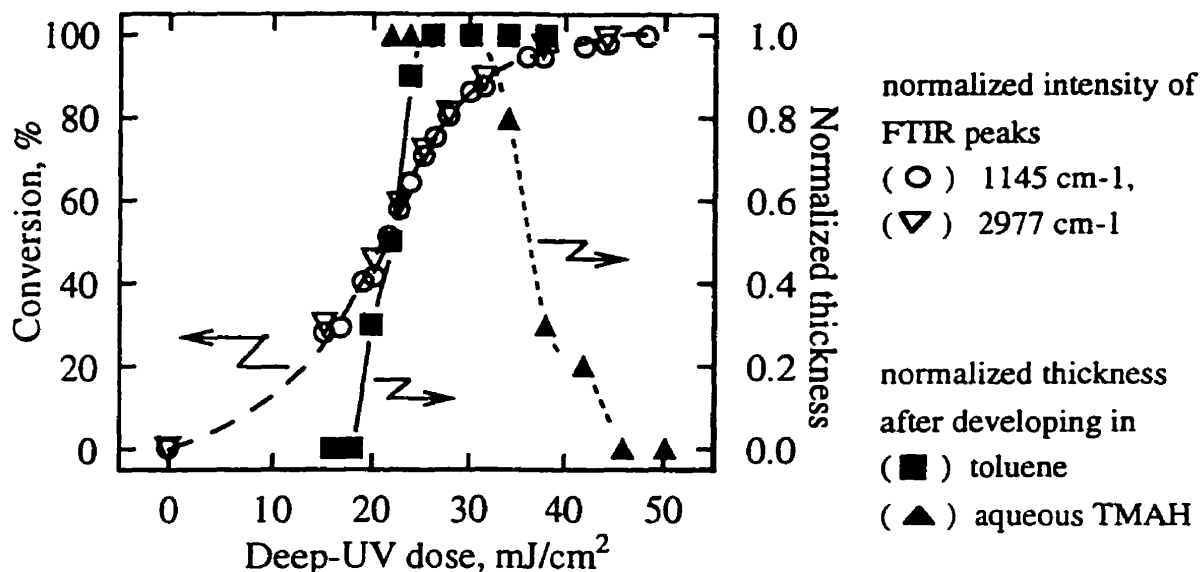 100
80
60
40
20
0
Conversion, %
1.0
0.8
0.6
0.4
0.2
0.0
Normalized thickness
0 10 20 30 40 50
Deep-UV dose, mJ/cm²
normalized intensity of
FTIR peaks
( ○ ) 1145 cm-1,
( ▽ ) 2977 cm-1
normalized thickness
after developing in
( ■ ) toluene
( ▲ ) aqueous TMAH